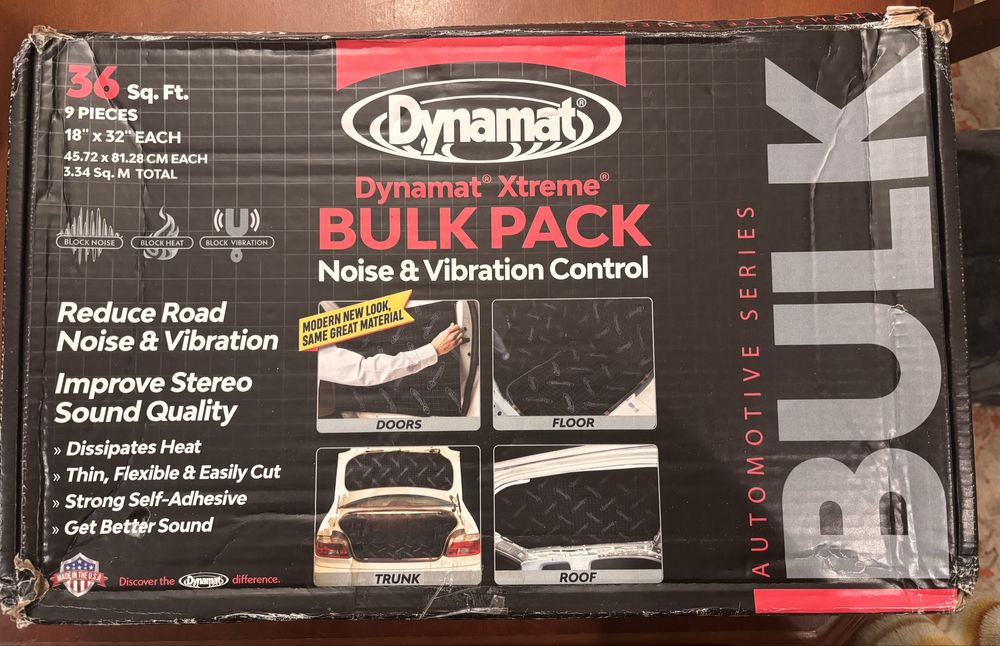 AUTOMOTIVE SERIES
36 Sq. Ft.
9 PIECES
18" x 32" EACH
45.72 x 81.28 CM EACH
3.34 Sq. M TOTAL
BLOCK NOISE
BLOCK HEAT
BLOCK VIBRATION
Reduce Road
Noise & Vibration
Improve Stereo
Sound Quality
» Dissipates Heat
» Thin, Flexible & Easily Cut
» Strong Self-Adhesive
» Get Better Sound
MADE IN THE U.S.A
Discover the Dynamat difference.
Dynamat®
Dynamat® Xtreme®
BULK PACK
Noise & Vibration Control
MODERN NEW LOOK,
SAME GREAT MATERIAL
DOORS
FLOOR
TRUNK
ROOF
AUTOMOTIVE SERIES
BULK